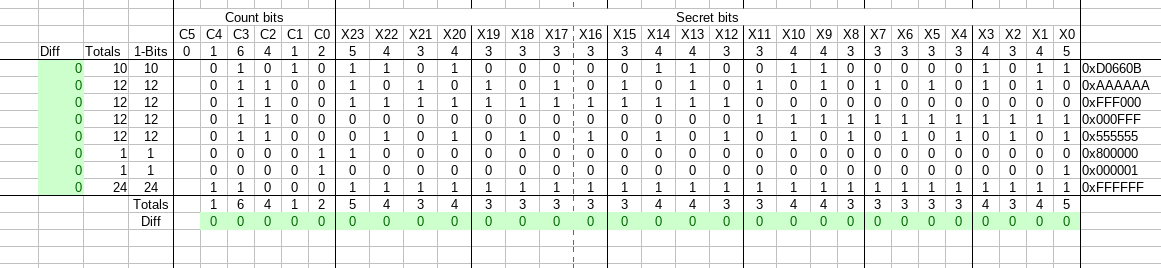 Count bits Secret bits
C5 C4 C3 C2 C1 C0 X23 X22 X21 X20 X19 X18 X17 X16 X15 X14 X13 X12 X11 X10 X9 X8 X7 X6 X5 X4 X3 X2 X1 X0
Diff Totals 1-Bits 0 1 6 4 1 2 5 4 3 4 3 3 3 3 3 4 4 3 3 4 4 3 3 3 3 3 4 3 4 5
0 10 10 0 1 0 1 0 1 1 0 1 0 0 0 0 0 1 1 0 0 1 1 0 0 0 0 0 1 0 1 1 0xD0660B
0 12 12 0 1 1 0 0 1 0 1 0 1 0 1 0 1 0 1 0 1 0 1 0 1 0 1 0 1 0 1 0 0xAAAAAA
0 12 12 0 1 1 0 0 1 1 1 1 1 1 1 1 1 1 1 1 0 0 0 0 0 0 0 0 0 0 0 0 0xFFF000
0 12 12 0 1 1 0 0 0 0 0 0 0 0 0 0 0 0 0 0 1 1 1 1 1 1 1 1 1 1 1 1 0x000FFF
0 12 12 0 1 1 0 0 0 1 0 1 0 1 0 1 0 1 0 1 0 1 0 1 0 1 0 1 0 1 0 1 0x555555
0 1 1 0 0 0 0 1 1 0 0 0 0 0 0 0 0 0 0 0 0 0 0 0 0 0 0 0 0 0 0 0 0x800000
0 1 1 0 0 0 0 1 0 0 0 0 0 0 0 0 0 0 0 0 0 0 0 0 0 0 0 0 0 0 0 1 0x000001
0 24 24 1 1 0 0 0 1 1 1 1 1 1 1 1 1 1 1 1 1 1 1 1 1 1 1 1 1 1 1 1 0xFFFFFF
Totals 1 6 4 1 2 5 4 3 4 3 3 3 3 3 4 4 3 3 4 4 3 3 3 3 3 4 3 4 5
Diff 0 0 0 0 0 0 0 0 0 0 0 0 0 0 0 0 0 0 0 0 0 0 0 0 0 0 0 0 0